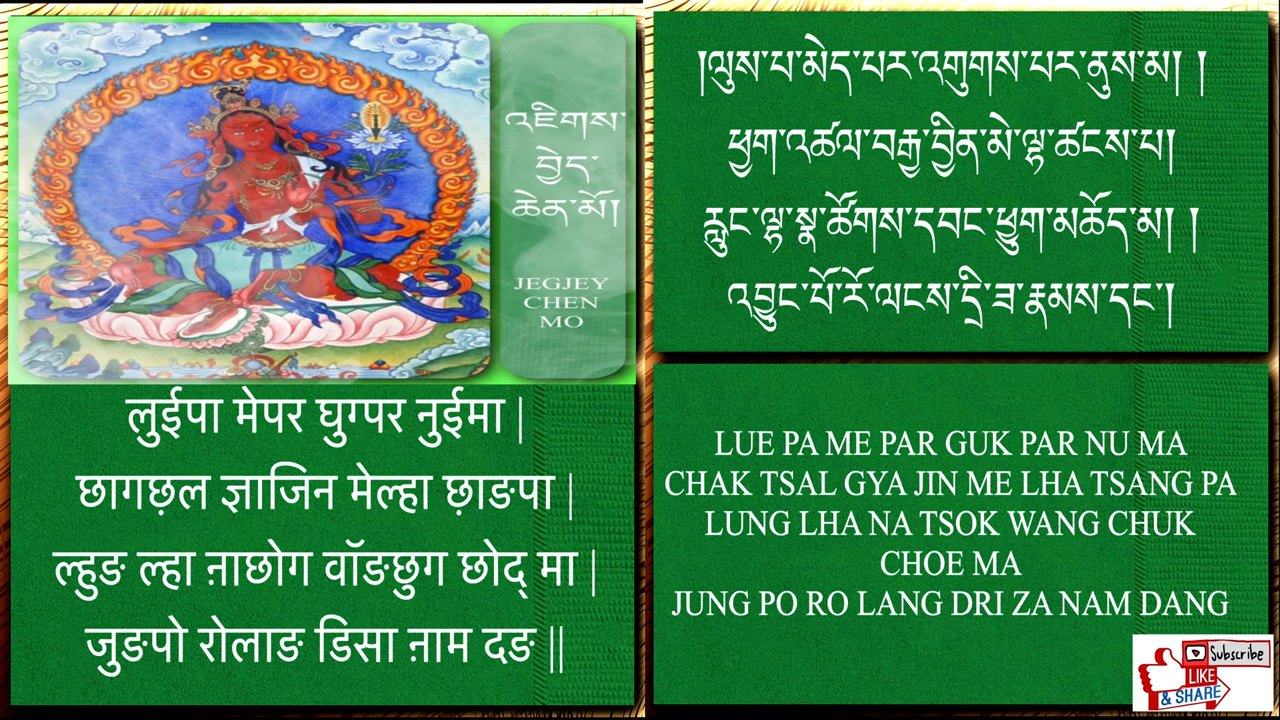 འཇིགས་
བྱེད་
ཆེན་མོ།
JEGJEY
CHEN
MO
लुईपा मेपर घुग्पर नुईमा |
छागछ़ल ज्ञाजिन मेल्हा छ़ाङपा |
ल्हुङ ल्हा ऩाछोग वॉङछुग छोद् मा |
जुङपो रोलाङ डिसा ऩाम दङ ||
།ལུས་པ་མེད་པར་འགུགས་པར་ནུས་མ། །
ཕྱག་འཚལ་བརྒྱ་བྱིན་མེ་ལྷ་ཚངས་པ།
རླུང་ལྷ་སྣ་ཚོགས་དབང་ཕྱུག་མཆོད་མ། །
འབྱུང་པོ་རོ་ལངས་དྲི་ཟ་རྣམས་དང་།
LUE PA ME PAR GUK PAR NU MA
CHAK TSAL GYA JIN ME LHA TSANG PA
LUNG LHA NA TSOK WANG CHUK
CHOE MA
JUNG PO RO LANG DRI ZA NAM DANG
Subscribe
LIKE
& SHARE